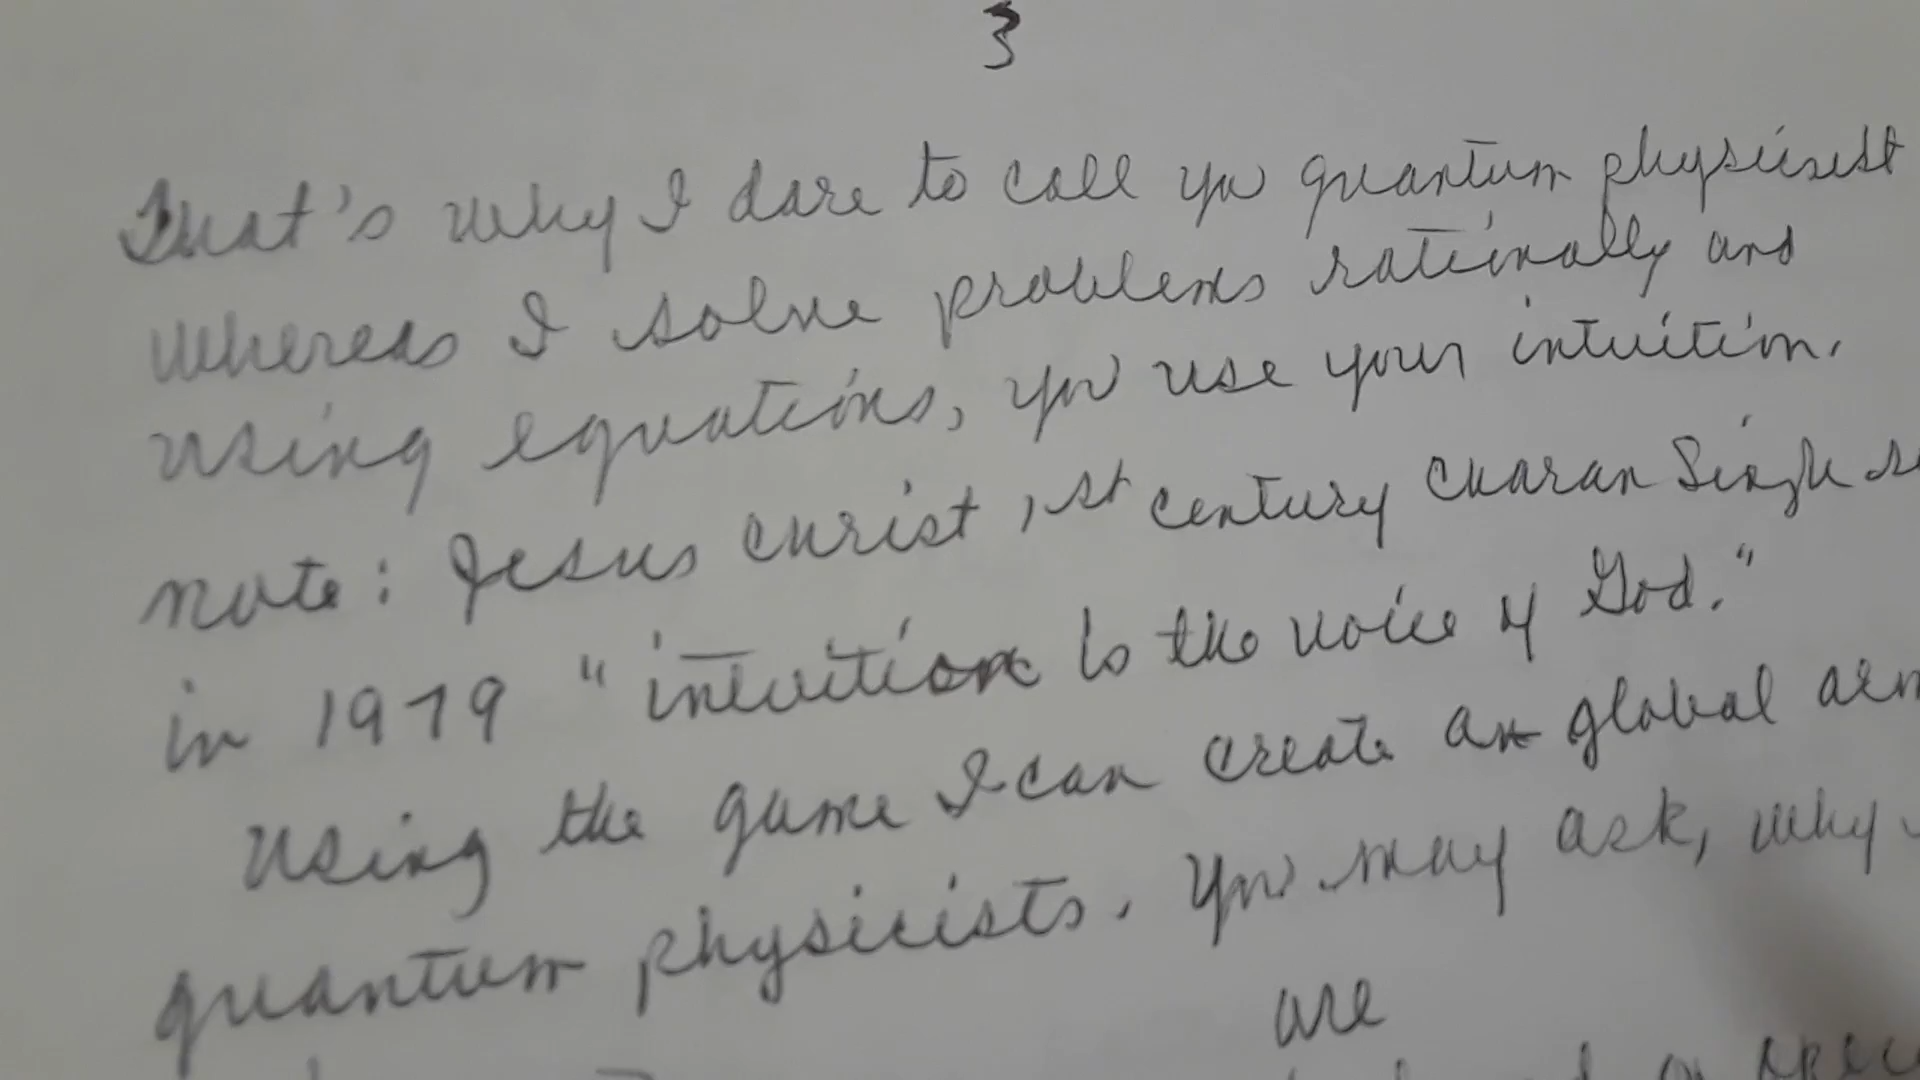 3
That's why I dare to call you quantum physicist
Whereas I solve problems rationally and
using equations, you use your intuition.
note: Jesus Christ, 1st century Charan Singh
in 1979 "intuition is the voice of God."
Using the game I can create an global
quantum physicists. You may ask, why
are